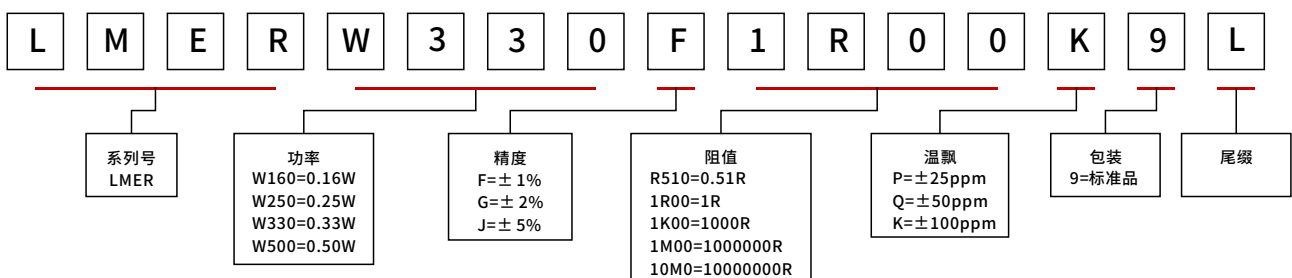 L M E R W 3 3 0 F 1 R 0 0 K 9 L
系列号
LMER
功率
W160=0.16W
W250=0.25W
W330=0.33W
W500=0.50W
精度
F=±1%
G=±2%
J=±5%
阻值
R510=0.51R
1R00=1R
1K00=1000R
1M00=1000000R
10M0=10000000R
温飘
P=±25ppm
Q=±50ppm
K=±100ppm
包装
9=标准品
尾缀